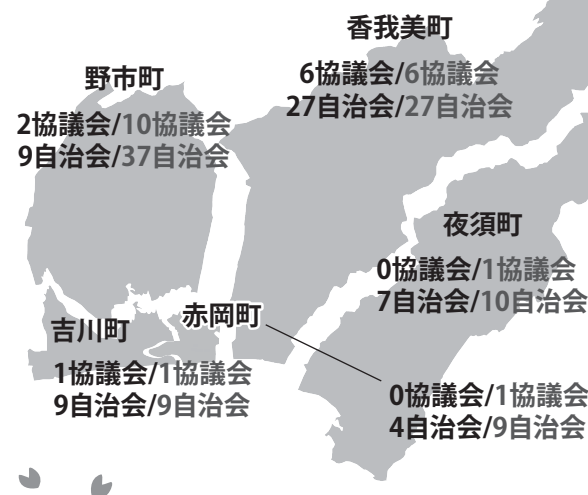 香我美町
6協議会/6協議会
27自治会/27自治会
野市町
2協議会/10協議会
9自治会/37自治会
夜須町
0協議会/1協議会
7自治会/10自治会
吉川町
1協議会/1協議会
9自治会/9自治会
赤岡町
0協議会/1協議会
4自治会/9自治会